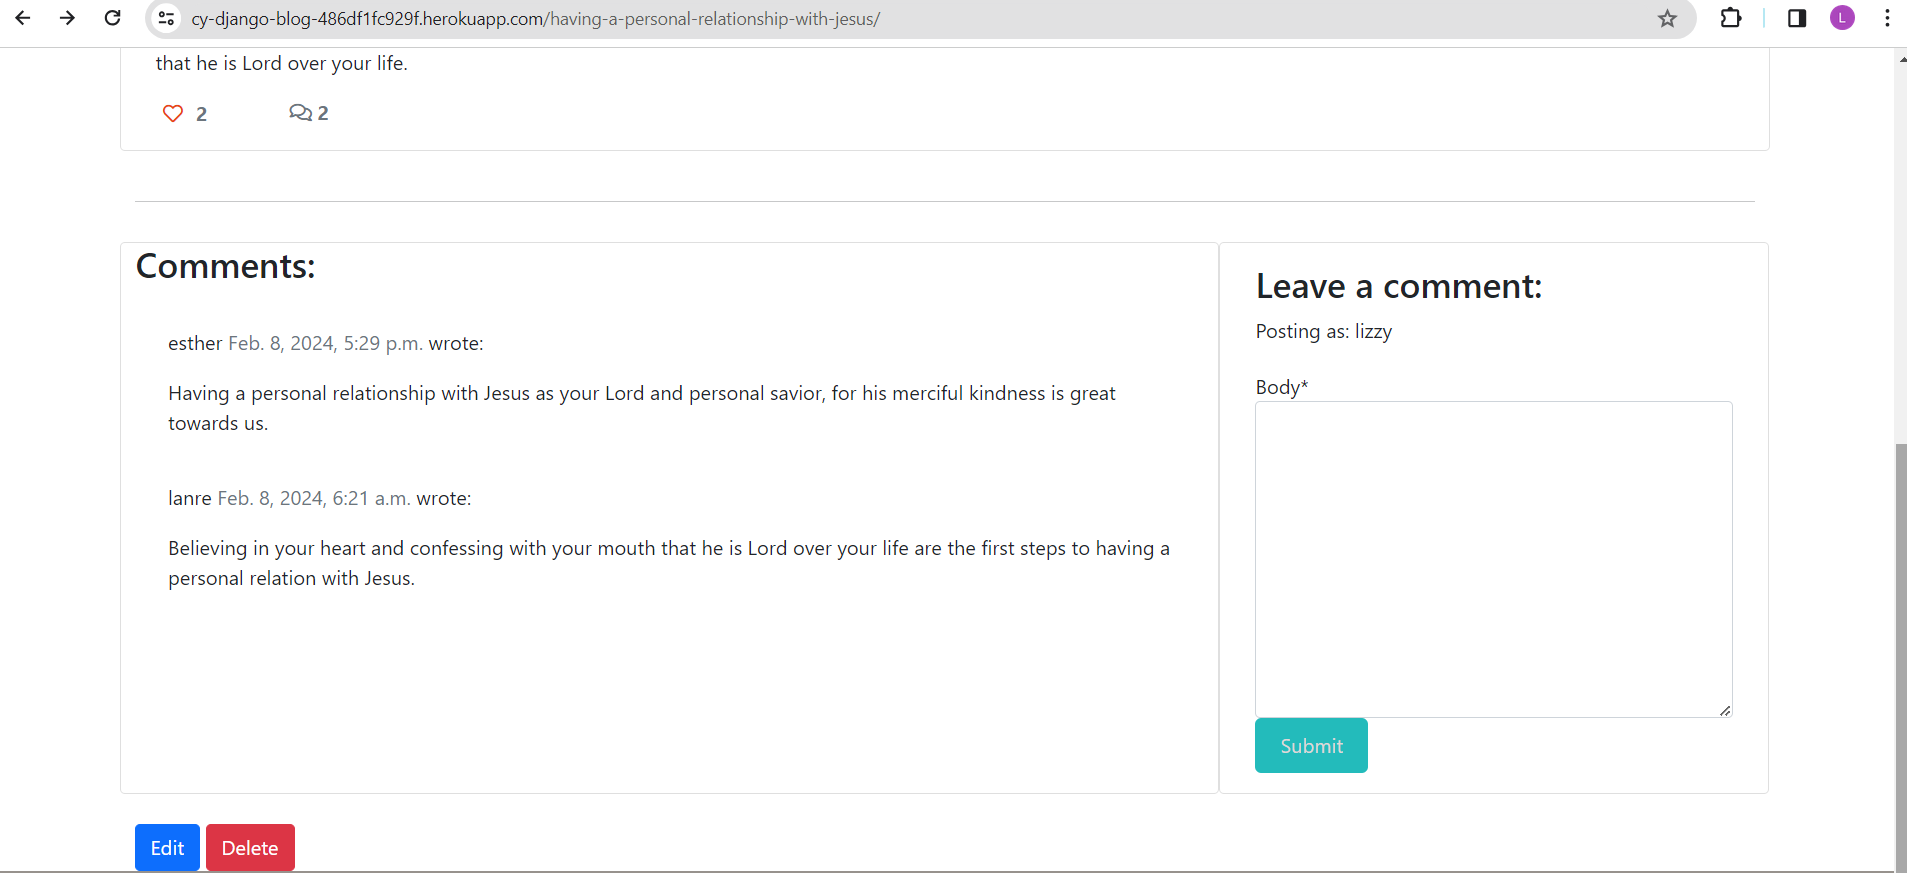 cy-django-blog-486df1fc929f.herokuapp.com/having-a-personal-relationship-with-jesus/
L
that he is Lord over your life.
2 2
Comments:
esther Feb. 8, 2024, 5:29 p.m. wrote:
Having a personal relationship with Jesus as your Lord and personal savior, for his merciful kindness is great
towards us.
lanre Feb. 8, 2024, 6:21 a.m. wrote:
Believing in your heart and confessing with your mouth that he is Lord over your life are the first steps to having a
personal relation with Jesus.
Leave a comment:
Posting as: lizzy
Body*
Submit
Edit Delete